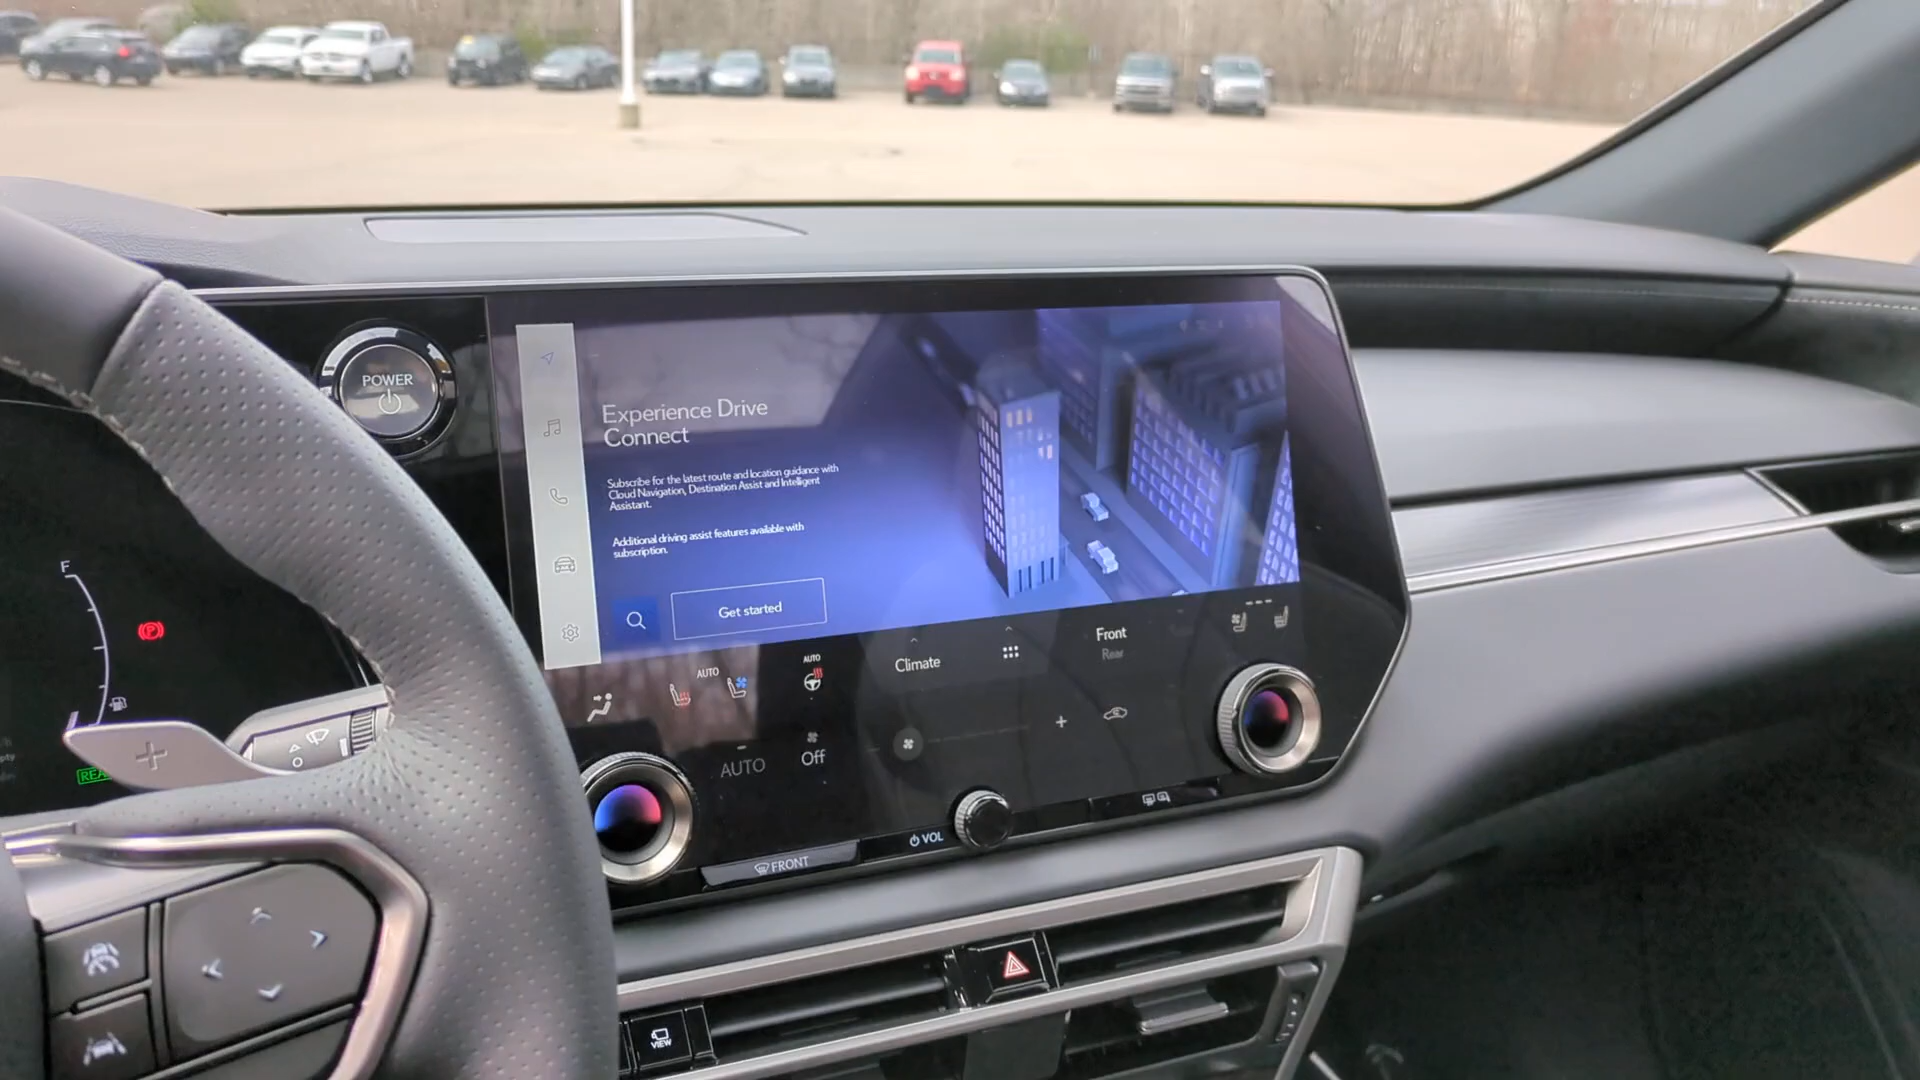 POWER
Experience Drive
Connect
Subscribe for the latest route and location guidance with
Cloud Navigation, Destination Assist and Intelligent
Assistant.
Additional driving assist features available with
subscription.
Get started
F
AUTO
AUTO
Climate
Front
Rear
AUTO
Off
VOL
FRONT
VIEW